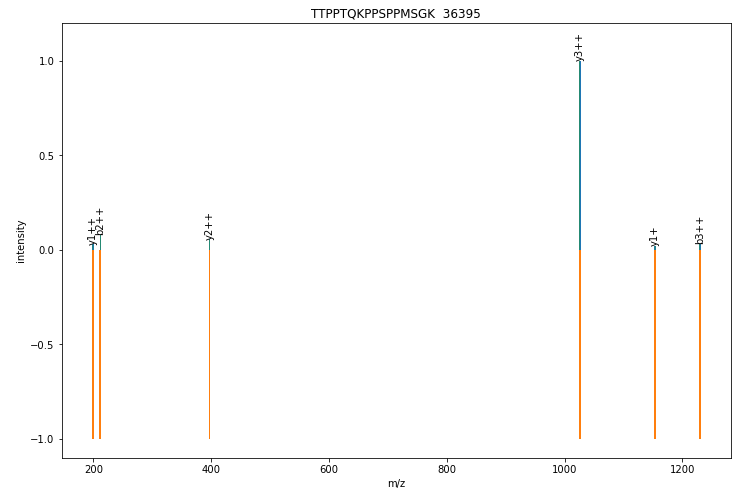 TTPPTQKPPSPPMSGK  36395
y3++
b2++
y1++
y2++
y1+
b3++
1.0
0.5
0.0
−0.5
−1.0
intensity
200
400
600
800
1000
1200
m/z